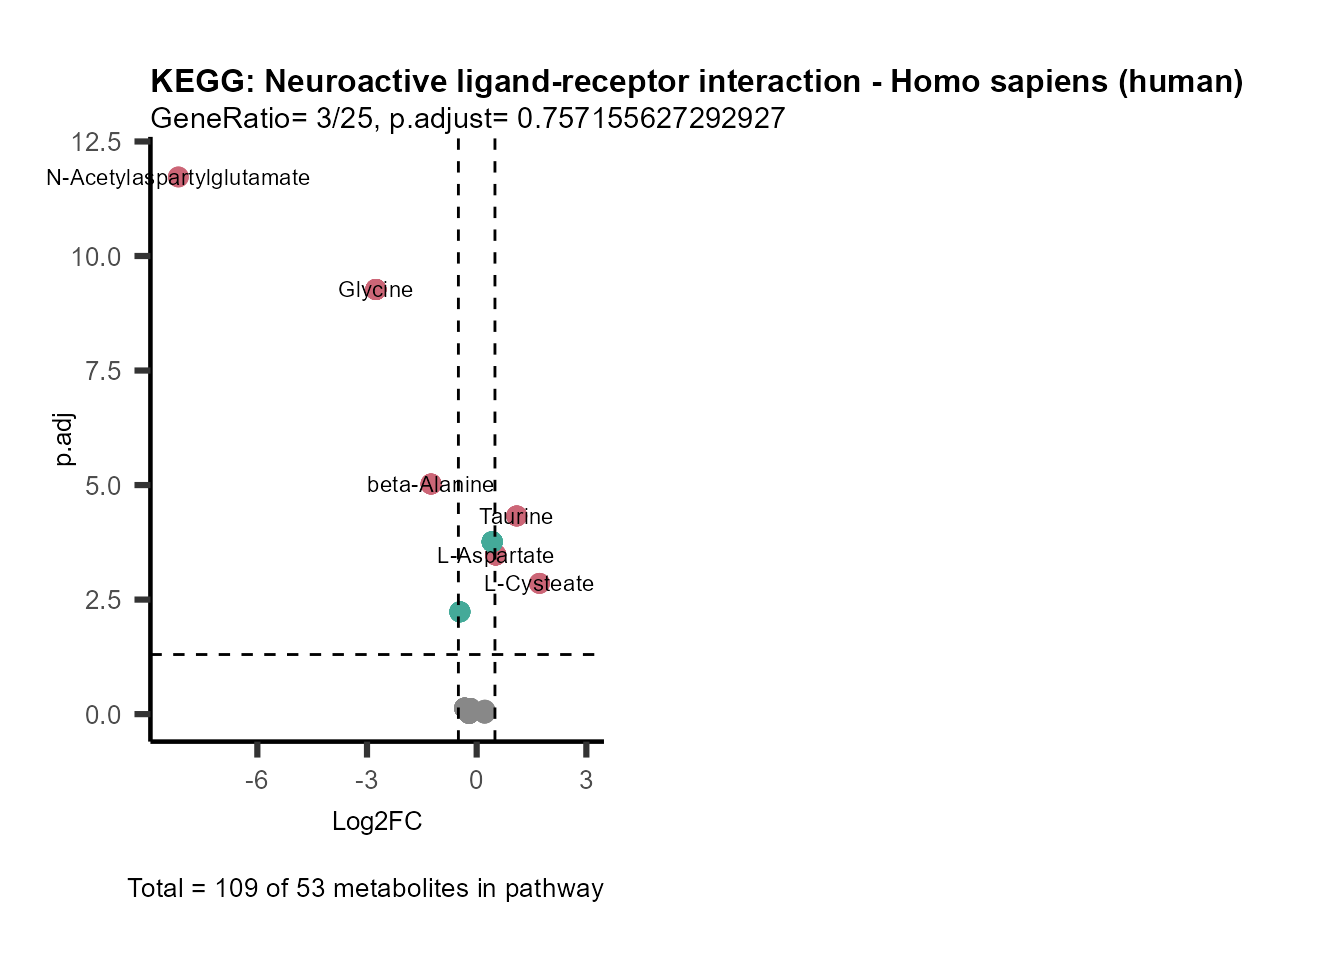 KEGG: Neuroactive ligand-receptor interaction - Homo sapiens (human)
GeneRatio= 3/25, p.adjust= 0.757155627292927
12.5
N-Acetylaspartylglutamate
10.0
Glycine
7.5
p.adj
5.0
beta-Alanine
Taurine
L-Aspartate
L-Cysteate
2.5
0.0
-6
-3
0
3
Log2FC
Total = 109 of 53 metabolites in pathway